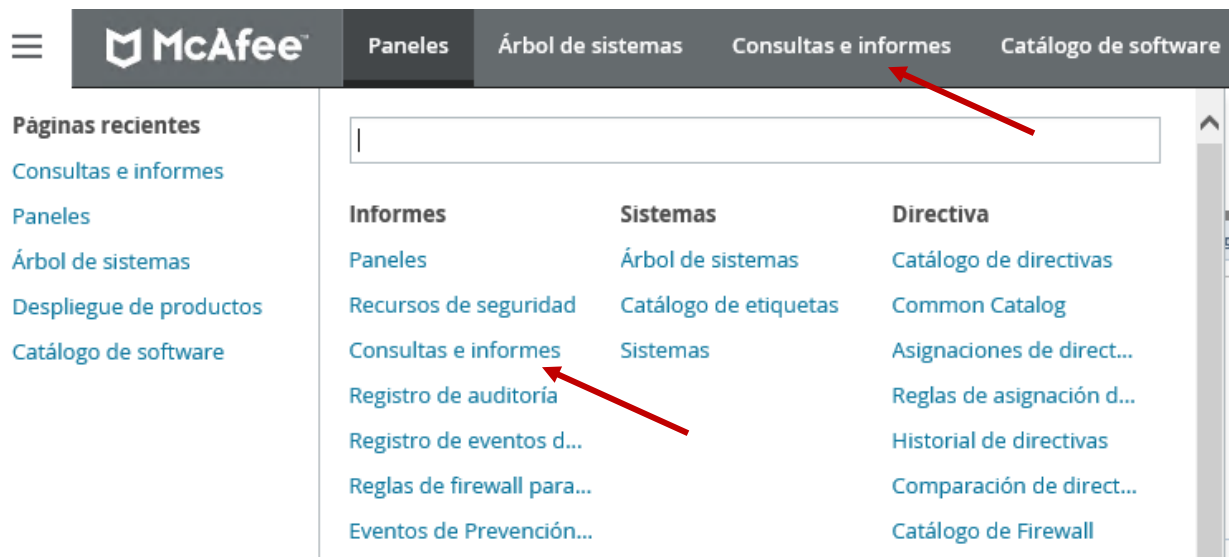 McAfee™
Paneles
Árbol de sistemas
Consultas e informes
Catálogo de software
Páginas recientes
Consultas e informes
Paneles
Árbol de sistemas
Despliegue de productos
Catálogo de software
Informes
Paneles
Recursos de seguridad
Consultas e informes
Registro de auditoría
Registro de eventos d...
Reglas de firewall para...
Eventos de Prevención...
Sistemas
Árbol de sistemas
Catálogo de etiquetas
Sistemas
Directiva
Catálogo de directivas
Common Catalog
Asignaciones de direct...
Reglas de asignación d...
Historial de directivas
Comparación de direct...
Catálogo de Firewall